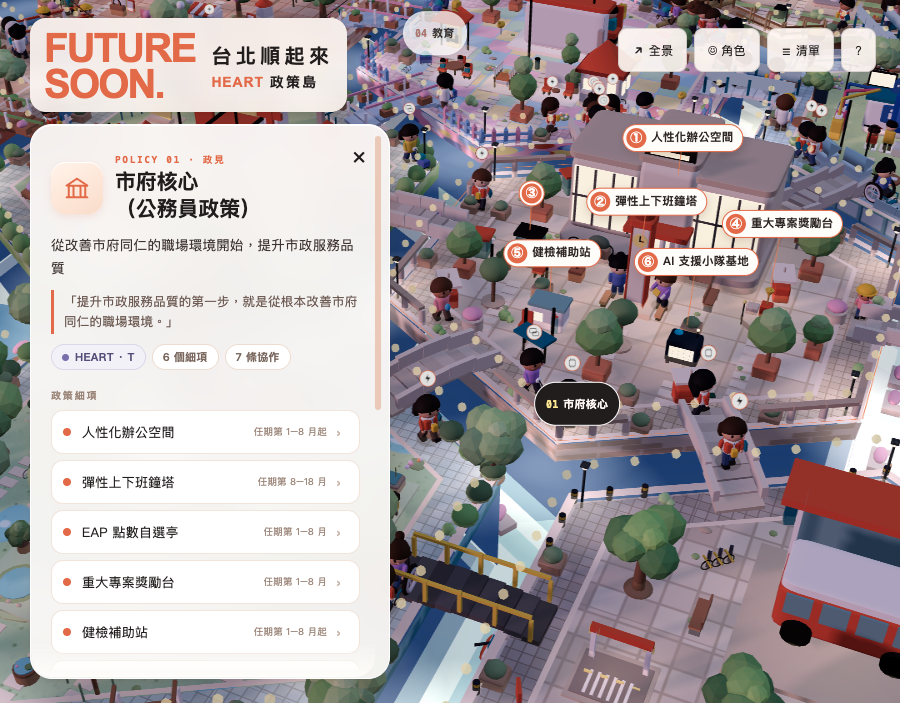 FUTURE
SOON.
台北順起來
HEART 政策島
04 教育
↗ 全景
◎ 角色
≡ 清單
?
POLICY 01 · 政見
市府核心
（公務員政策）
×
從改善市府同仁的職場環境開始，提升市政服務品
質
「提升市政服務品質的第一步，就是從根本改善市府
同仁的職場環境。」
HEART · T
6 個細項
7 條協作
政策細項
人性化辦公空間 任期第 1—8 月起 ›
彈性上下班鐘塔 任期第 8—18 月 ›
EAP 點數自選亭 任期第 1—8 月 ›
重大專案獎勵台 任期第 1—8 月起 ›
健檢補助站 任期第 1—8 月起 ›
① 人性化辦公空間
③
② 彈性上下班鐘塔
④ 重大專案獎勵台
⑤ 健檢補助站
⑥ AI 支援小隊基地
01 市府核心